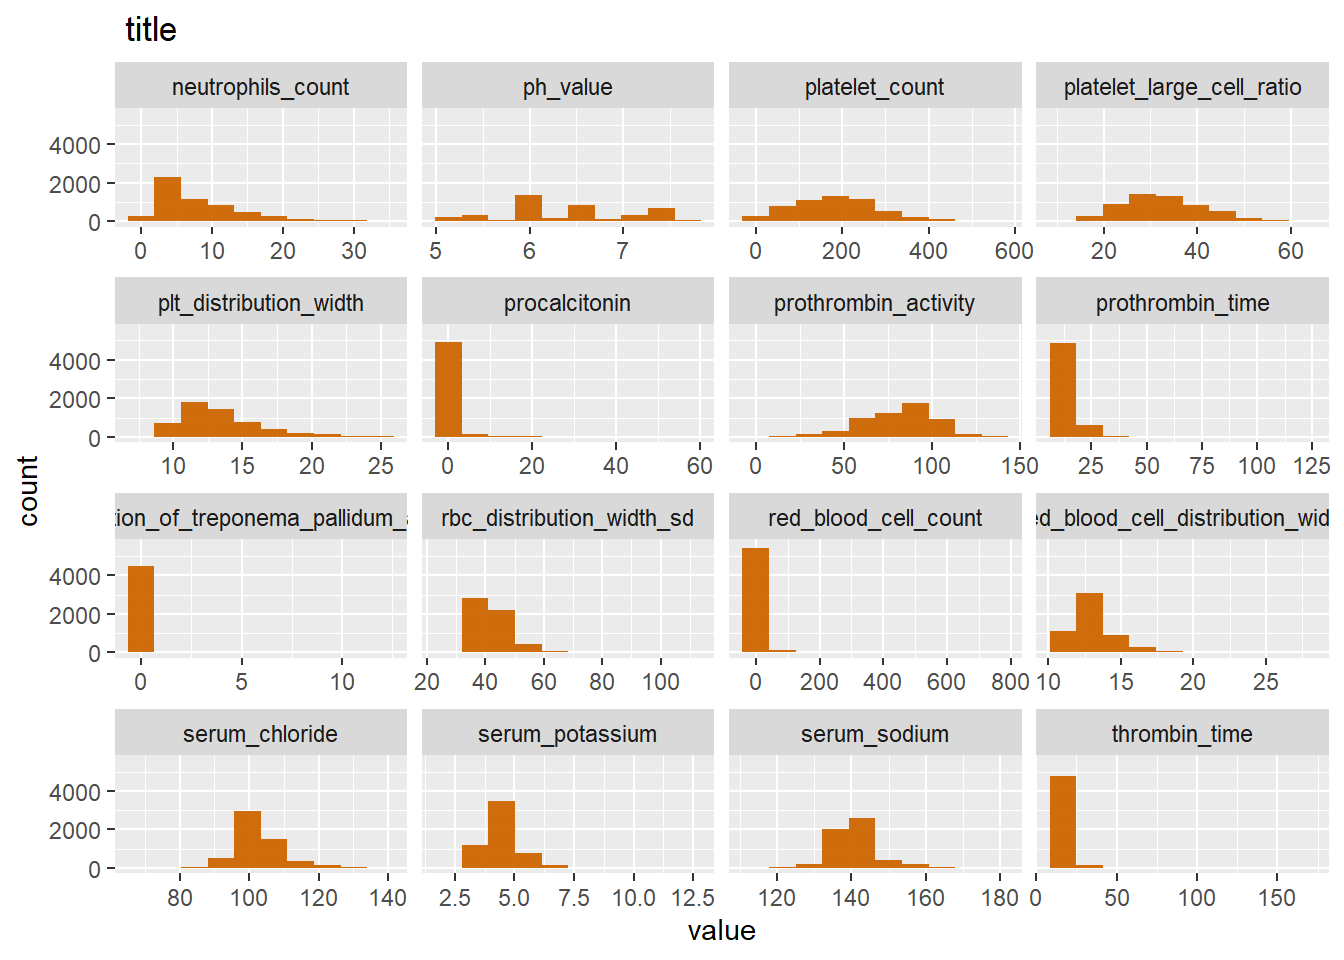 title
neutrophils_count ph_value platelet_count platelet_large_cell_ratio
4000
2000
0
0 10 20 30 5 6 7 0 200 400 600 20 40 60
plt_distribution_width procalcitonin prothrombin_activity prothrombin_time
4000
2000
0
10 15 20 25 0 20 40 60 0 50 100 150 25 50 75 100 125
tion_of_treponema_pallidum_a rbc_distribution_width_sd red_blood_cell_count ed_blood_cell_distribution_wid
4000
2000
0
0 5 10 20 40 60 80 100 0 200 400 600 800 10 15 20 25
serum_chloride serum_potassium serum_sodium thrombin_time
4000
2000
0
80 100 120 140 2.5 5.0 7.5 10.0 12.5 120 140 160 180 0 50 100 150
value
count